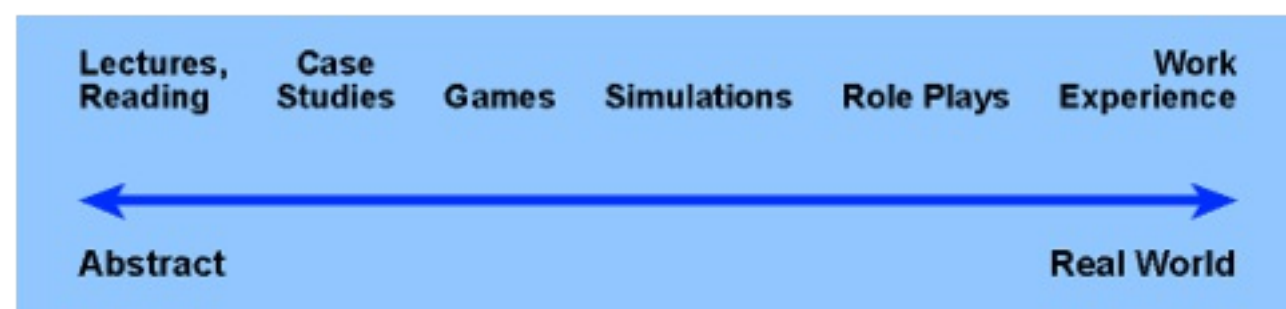 Lectures,
Reading
Case
Studies
Games
Simulations
Role Plays
Work
Experience
Abstract
Real World